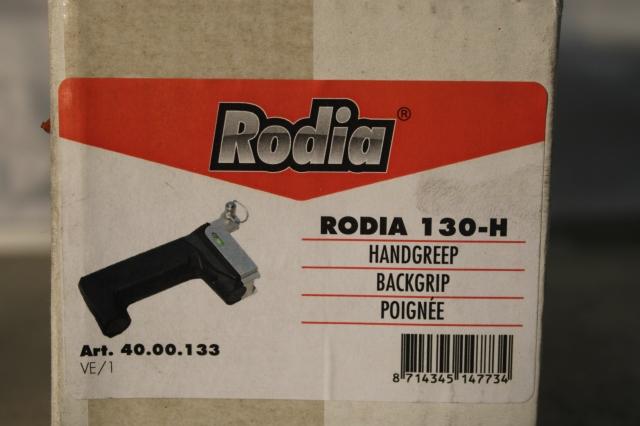 Rodia®
RODIA 130-H
HANDGREEP
BACKGRIP
POIGNÉE
Art. 40.00.133
VE/1
8 714345 147734